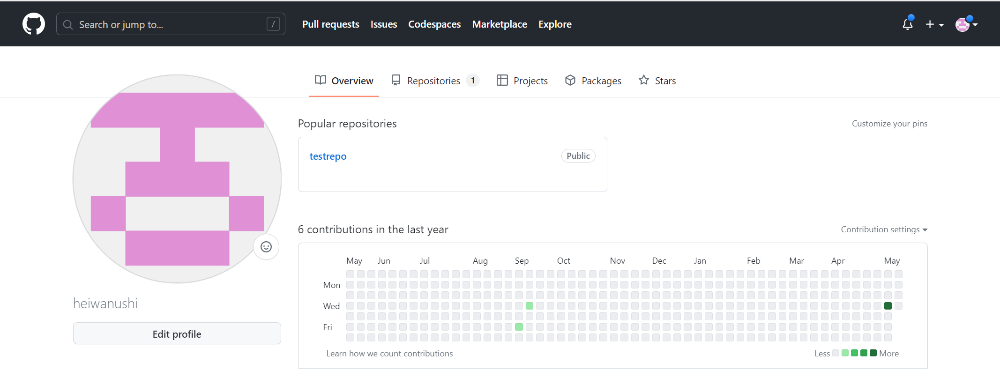 Search or jump to... / Pull requests Issues Codespaces Marketplace Explore
Overview Repositories 1 Projects Packages Stars
Popular repositories Customize your pins
testrepo Public
6 contributions in the last year Contribution settings
May Jun Jul Aug Sep Oct Nov Dec Jan Feb Mar Apr May
Mon
Wed
Fri
Learn how we count contributions Less More
heiwanushi
Edit profile